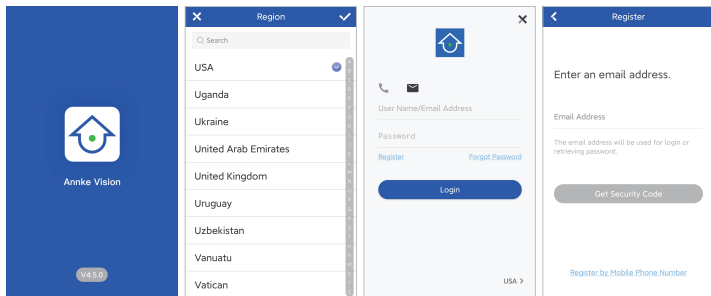 Annke Vision
V4.5.0
Region
Search
USA
Uganda
Ukraine
United Arab Emirates
United Kingdom
Uruguay
Uzbekistan
Vanuatu
Vatican
User Name/Email Address
Password
Register
Forgot Password
Login
USA >
Register
Enter an email address.
Email Address
The email address will be used for login or
retrieving password.
Get Security Code
Register by Mobile Phone Number